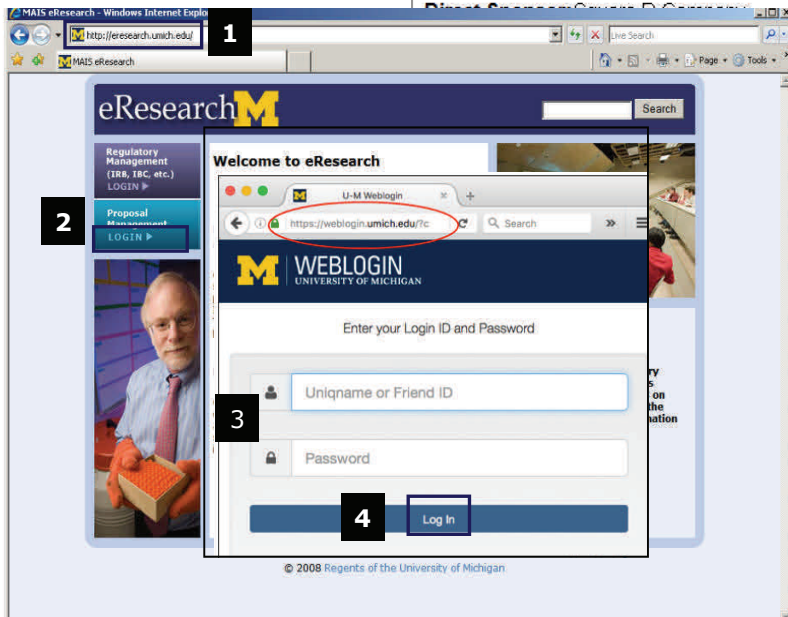 MAIS eResearch - Windows Internet Explo
http://eresearch.umich.edu/
1
Live Search
MAIS eResearch
Page
Tools
eResearch M
Search
Regulatory
Management
(IRB, IBC, etc.)
LOGIN
Welcome to eResearch
2
Proposal
Management
LOGIN
U-M Weblogin
https://weblogin.umich.edu/?c
Search
M WEBLOGIN
UNIVERSITY OF MICHIGAN
Enter your Login ID and Password
Uniqname or Friend ID
3
Password
4
Log In
on
the
© 2008 Regents of the University of Michigan